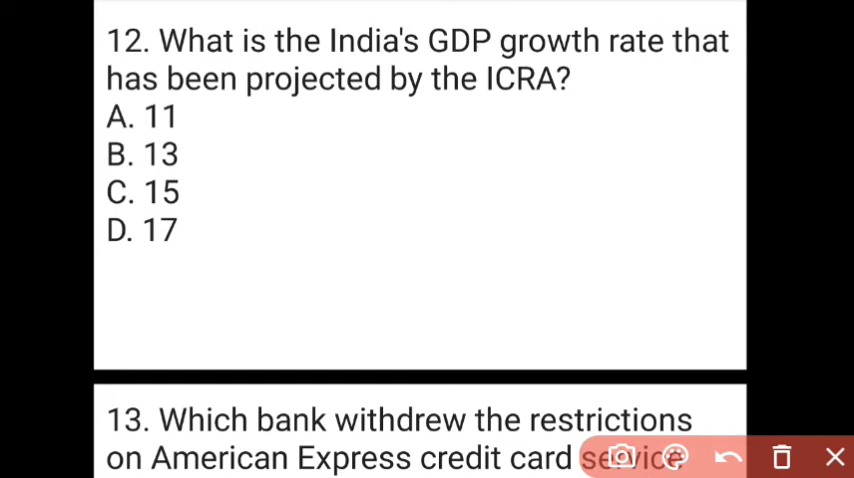 12. What is the India's GDP growth rate that
has been projected by the ICRA?
A. 11
B. 13
C. 15
D. 17
13. Which bank withdrew the restrictions
on American Express credit card service